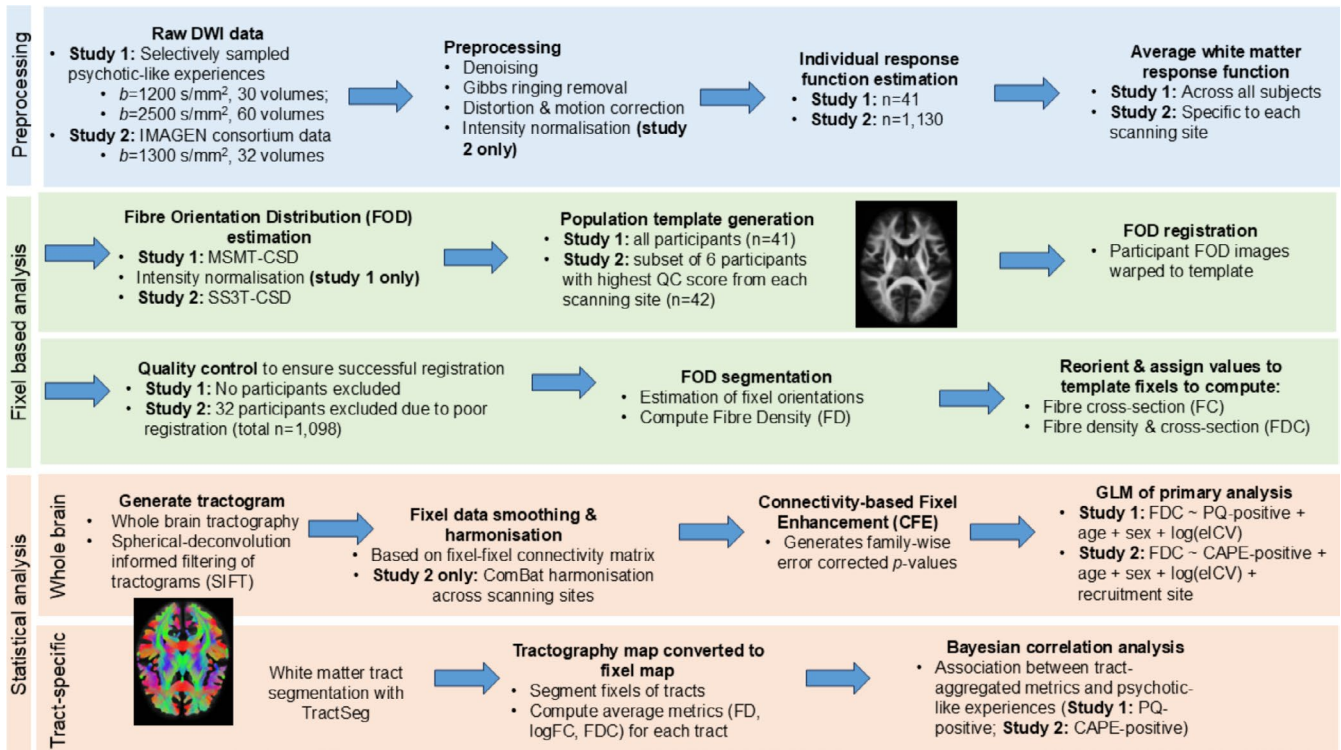 Preprocessing
Raw DWI data
• Study 1: Selectively sampled
psychotic-like experiences
• b=1200 s/mm², 30 volumes;
• b=2500 s/mm², 60 volumes
• Study 2: IMAGEN consortium data
• b=1300 s/mm², 32 volumes
Preprocessing
• Denoising
• Gibbs ringing removal
• Distortion & motion correction
• Intensity normalisation (study
2 only)
Individual response
function estimation
• Study 1: n=41
• Study 2: n=1,130
Average white matter
response function
• Study 1: Across all subjects
• Study 2: Specific to each
scanning site
Fixel based analysis
Fibre Orientation Distribution (FOD)
estimation
• Study 1: MSMT-CSD
• Intensity normalisation (study 1 only)
• Study 2: SS3T-CSD
Population template generation
• Study 1: all participants (n=41)
• Study 2: subset of 6 participants
with highest QC score from each
scanning site (n=42)
FOD registration
• Participant FOD images
warped to template
Quality control to ensure successful registration
• Study 1: No participants excluded
• Study 2: 32 participants excluded due to poor
registration (total n=1,098)
FOD segmentation
• Estimation of fixel orientations
• Compute Fibre Density (FD)
Reorient & assign values to
template fixels to compute:
• Fibre cross-section (FC)
• Fibre density & cross-section (FDC)
Statistical analysis
Whole brain
Generate tractogram
• Whole brain tractography
• Spherical-deconvolution
informed filtering of
tractograms (SIFT)
Fixel data smoothing &
harmonisation
• Based on fixel-fixel connectivity matrix
• Study 2 only: ComBat harmonisation
across scanning sites
Connectivity-based Fixel
Enhancement (CFE)
• Generates family-wise
error corrected p-values
GLM of primary analysis
• Study 1: FDC ~ PQ-positive +
age + sex + log(eICV)
• Study 2: FDC ~ CAPE-positive +
age + sex + log(eICV) +
recruitment site
Tract-specific
White matter tract
segmentation with
TractSeg
Tractography map converted to
fixel map
• Segment fixels of tracts
• Compute average metrics (FD,
logFC, FDC) for each tract
Bayesian correlation analysis
• Association between tract-
aggregated metrics and psychotic-
like experiences (Study 1: PQ-
positive; Study 2: CAPE-positive)